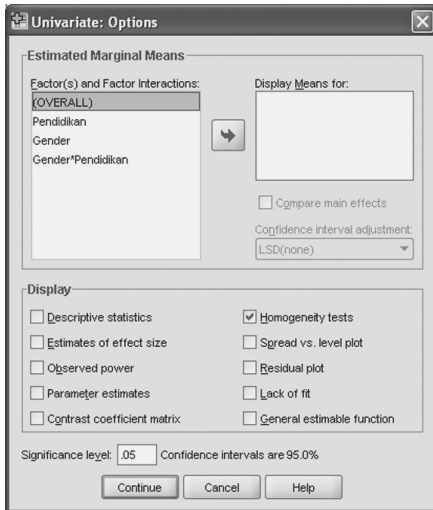 Univariate: Options
Estimated Marginal Means
Factor(s) and Factor Interactions:
(OVERALL)
Pendidikan
Gender
Gender*Pendidikan
Display Means for:
Compare main effects
Confidence interval adjustment:
LSD(none)
Display
Descriptive statistics
Homogeneity tests
Estimates of effect size
Spread vs. level plot
Observed power
Residual plot
Parameter estimates
Lack of fit
Contrast coefficient matrix
General estimable function
Significance level: .05 Confidence intervals are 95.0%
Continue Cancel Help